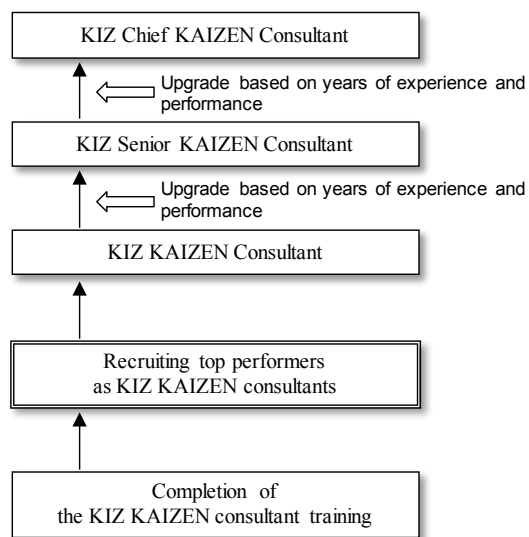 KIZ Chief KAIZEN Consultant
Upgrade based on years of experience and
performance
KIZ Senior KAIZEN Consultant
Upgrade based on years of experience and
performance
KIZ KAIZEN Consultant
Recruiting top performers
as KIZ KAIZEN consultants
Completion of
the KIZ KAIZEN consultant training